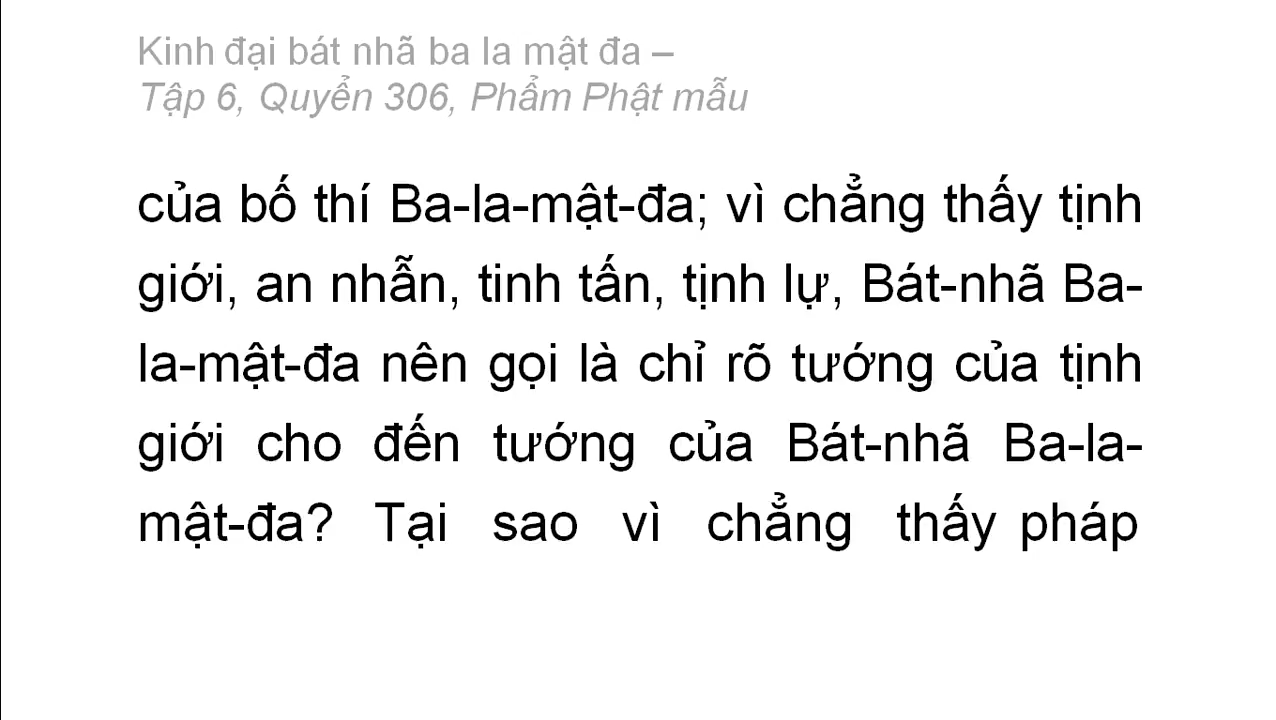 Kinh đại bát nhã ba la mật đa –
Tập 6, Quyển 306, Phẩm Phật mẫu
của bố thí Ba-la-mật-đa; vì chẳng thấy tịnh
giới, an nhẫn, tinh tấn, tịnh lự, Bát-nhã Ba-
la-mật-đa nên gọi là chỉ rõ tướng của tịnh
giới cho đến tướng của Bát-nhã Ba-la-
mật-đa? Tại sao vì chẳng thấy pháp